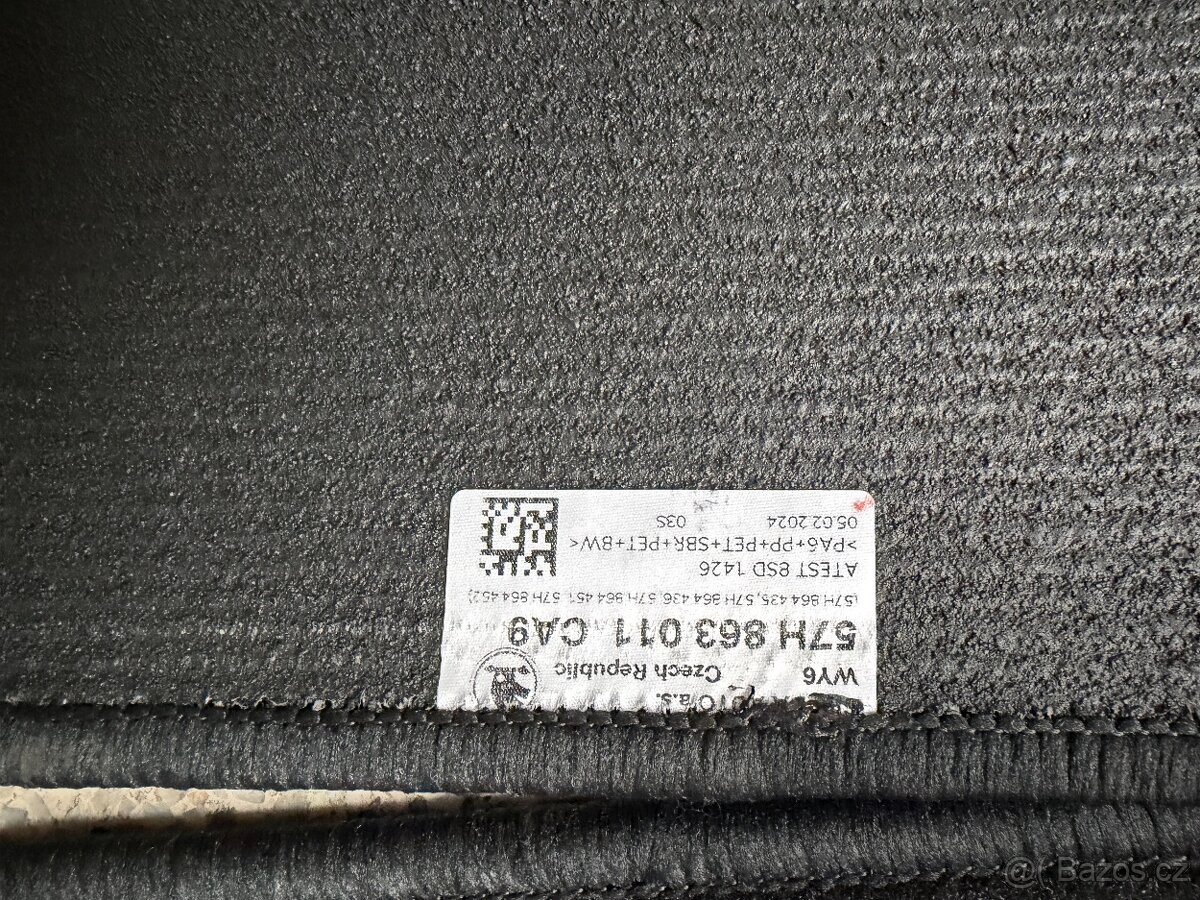 a.s.
WY6 Czech Republic
57H 863 011 CA9
(57H 864 435, 57H 864 436, 57H 864 451, 57H 864 452)
ATEST 8SD 1426
>PA6+PP+PET+SBR+PET+BW<
05.02.2024 03S
@ Bazos.cz